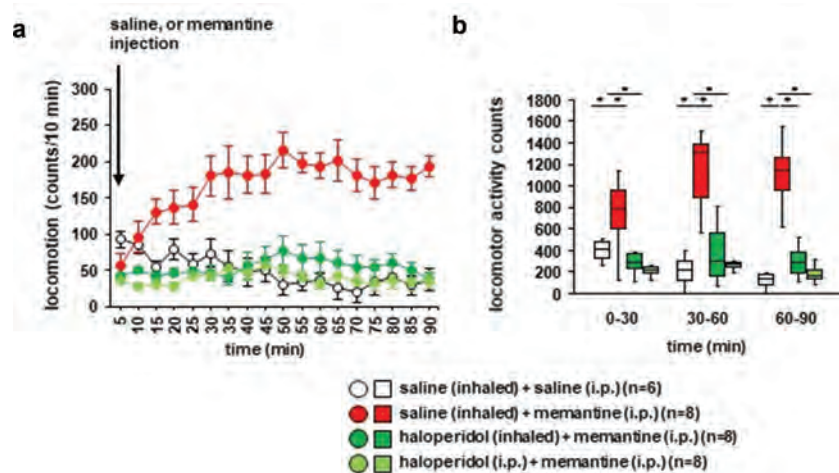 a
saline, or memantine
injection
locomotion (counts/10 min)
300
250
200
150
100
50
0
5 10 15 20 25 30 35 40 45 50 55 60 65 70 75 80 85 90
time (min)
b
locomotor activity counts
1800
1600
1400
1200
1000
800
600
400
200
0
* * * * * * * * *
0-30 30-60 60-90
time (min)
saline (inhaled) + saline (i.p.) (n=6)
saline (inhaled) + memantine (i.p.) (n=8)
haloperidol (inhaled) + memantine (i.p.) (n=8)
haloperidol (i.p.) + memantine (i.p.) (n=8)